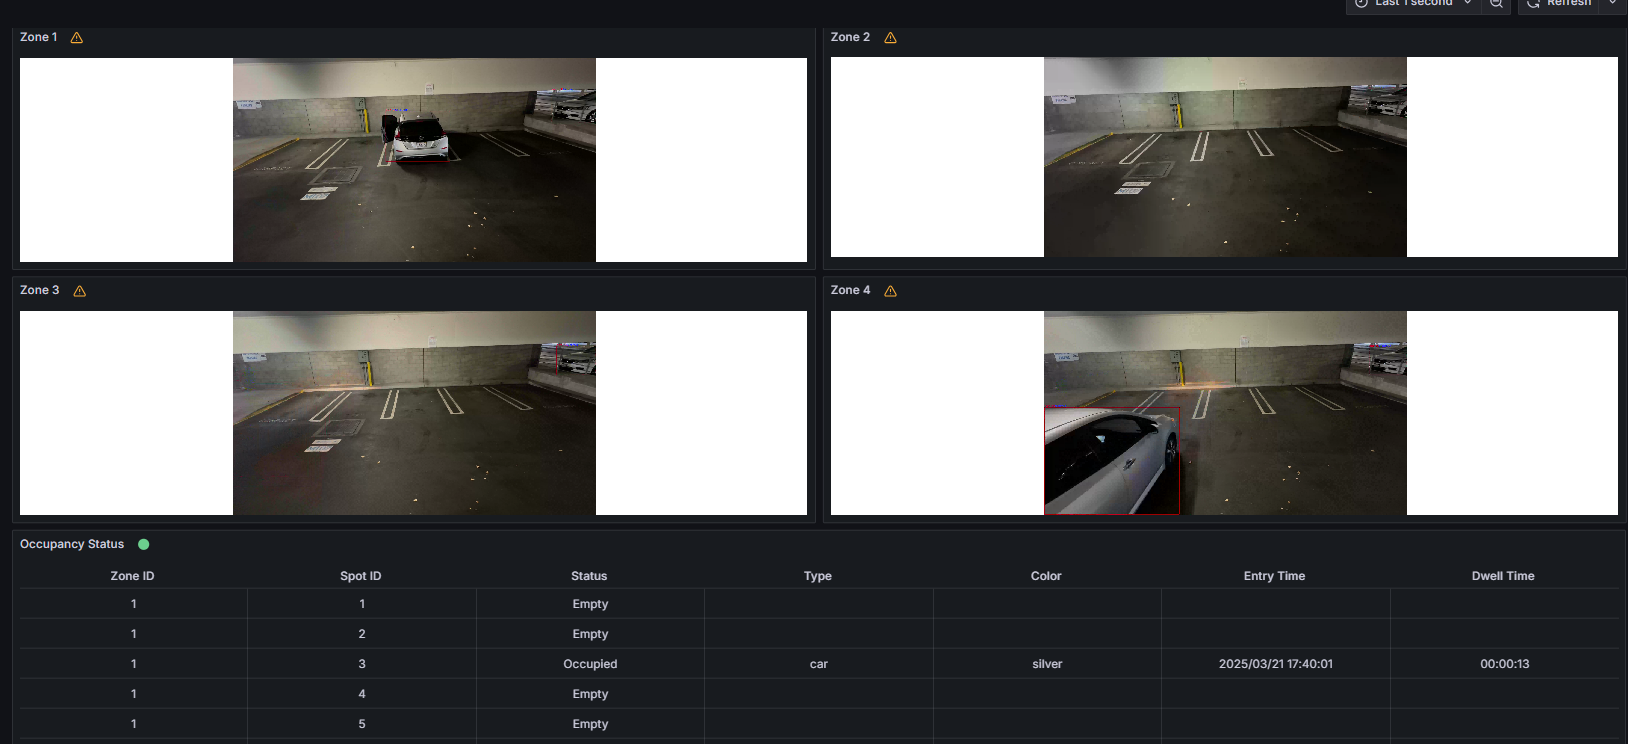 Last 1 second
Refresh
Zone 1
Zone 2
Zone 3
Zone 4
Occupancy Status
Zone ID Spot ID Status Type Color Entry Time Dwell Time
1 1 Empty
1 2 Empty
1 3 Occupied car silver 2025/03/21 17:40:01 00:00:13
1 4 Empty
1 5 Empty